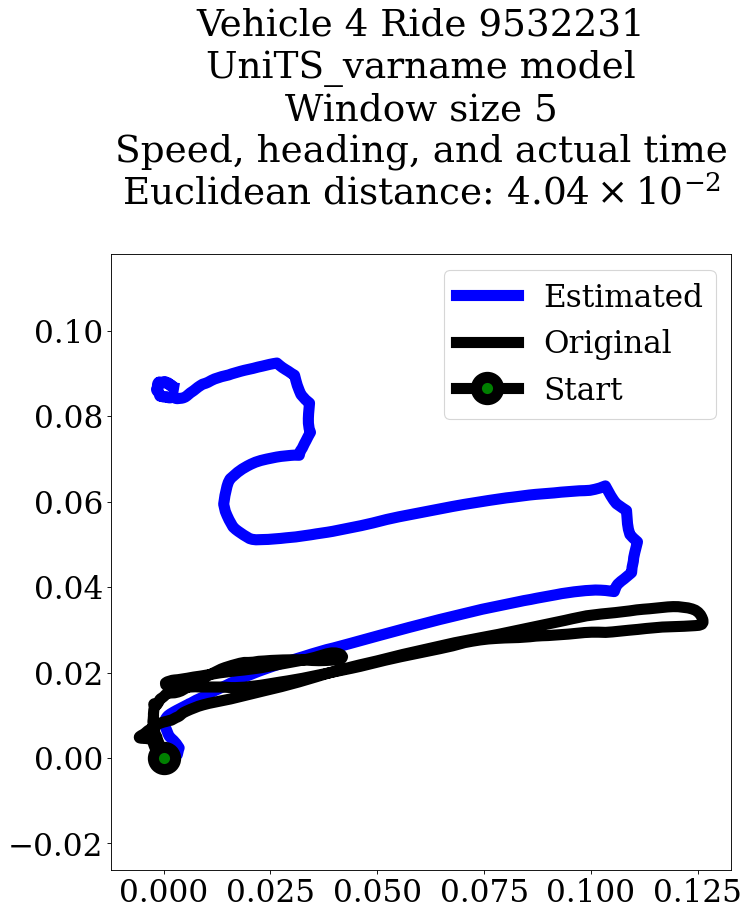 Vehicle 4 Ride 9532231
UniTS_varname model
Window size 5
Speed, heading, and actual time
Euclidean distance: 4.04 × 10⁻²
Estimated
Original
Start
0.10
0.08
0.06
0.04
0.02
0.00
−0.02
0.000 0.025 0.050 0.075 0.100 0.125